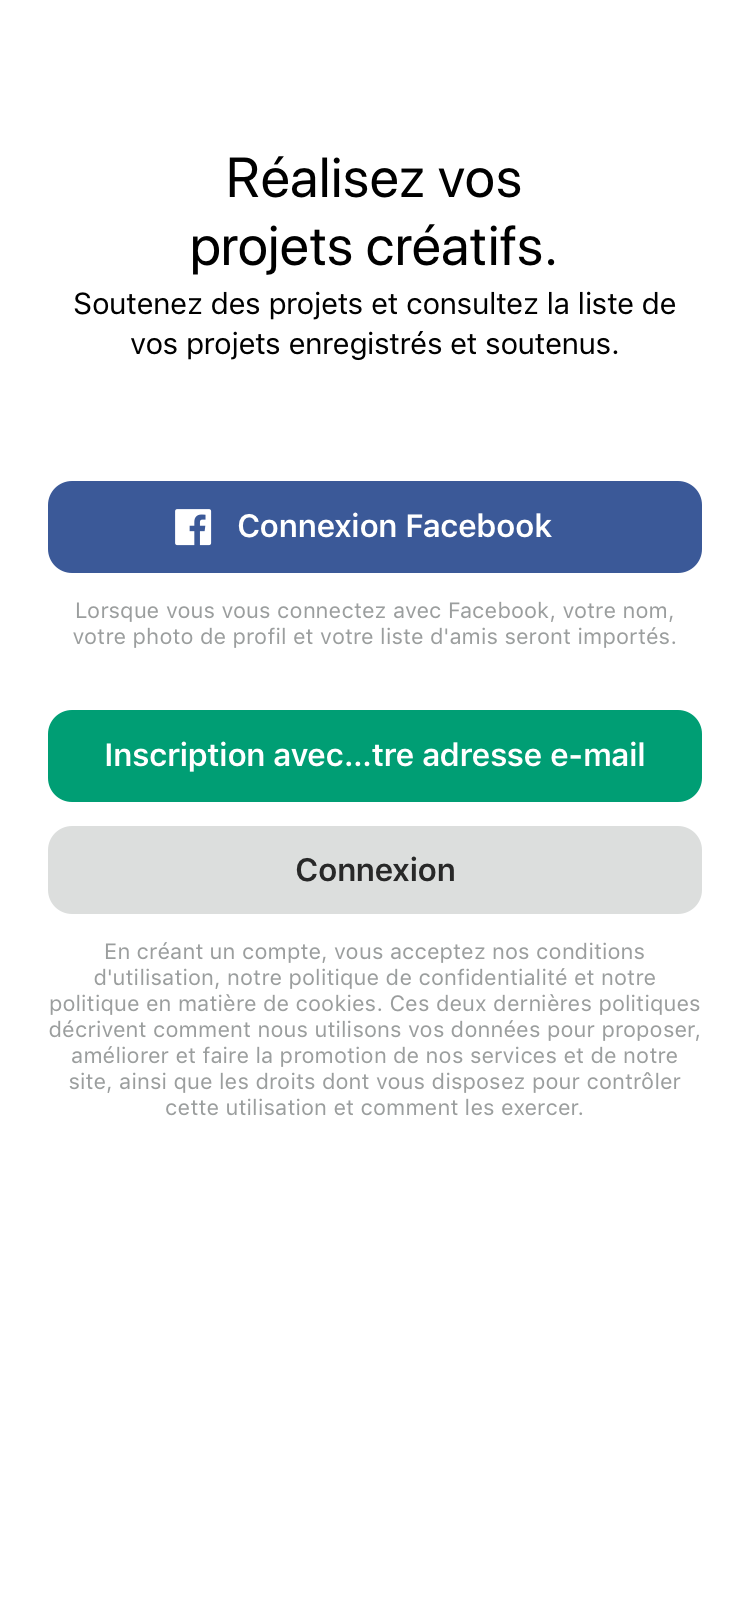 Réalisez vos
projets créatifs.
Soutenez des projets et consultez la liste de
vos projets enregistrés et soutenus.
Connexion Facebook
Lorsque vous vous connectez avec Facebook, votre nom,
votre photo de profil et votre liste d'amis seront importés.
Inscription avec...tre adresse e-mail
Connexion
En créant un compte, vous acceptez nos conditions
d'utilisation, notre politique de confidentialité et notre
politique en matière de cookies. Ces deux dernières politiques
décrivent comment nous utilisons vos données pour proposer,
améliorer et faire la promotion de nos services et de notre
site, ainsi que les droits dont vous disposez pour contrôler
cette utilisation et comment les exercer.